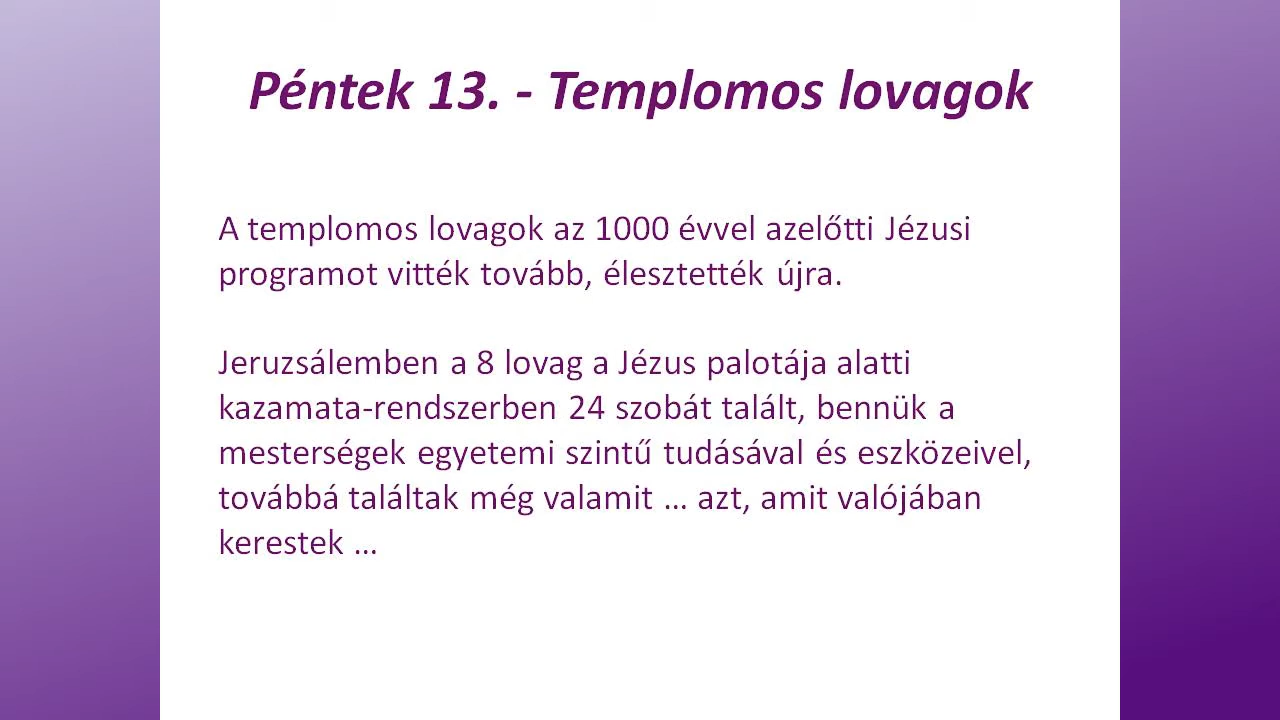 Péntek 13. - Templomos lovagok
A templomos lovagok az 1000 évvel azelőtti Jézusi
programot vitték tovább, élesztették újra.
Jeruzsálemben a 8 lovag a Jézus palotája alatti
kazamata-rendszerben 24 szobát talált, bennük a
mesterségek egyetemi szintű tudásával és eszközeivel,
továbbá találtak még valamit ... azt, amit valójában
kerestek ...